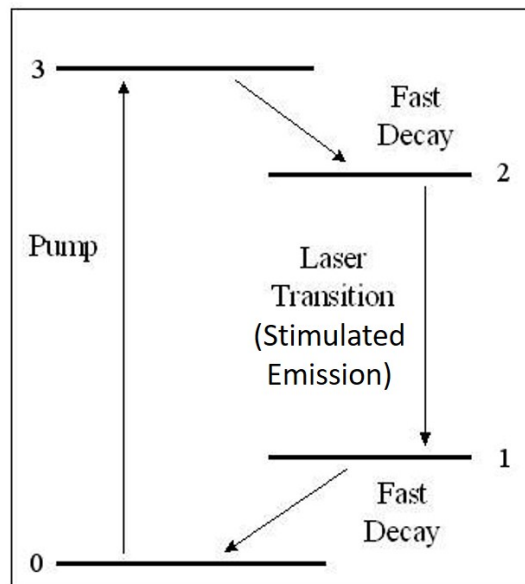 3
Fast
Decay
2
Pump
Laser
Transition
(Stimulated
Emission)
1
Fast
Decay
0